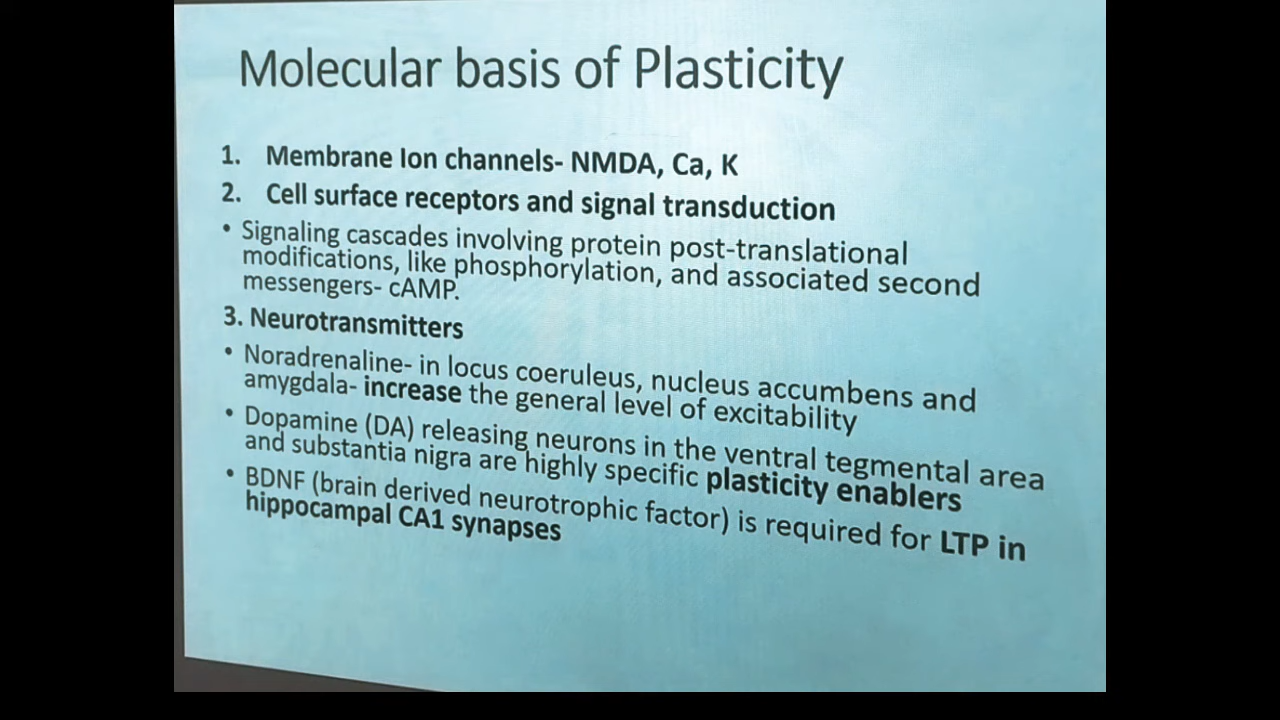 Molecular basis of Plasticity
1. Membrane Ion channels- NMDA, Ca, K
2. Cell surface receptors and signal transduction
• Signaling cascades involving protein post-translational
modifications, like phosphorylation, and associated second
messengers- cAMP.
3. Neurotransmitters
• Noradrenaline- in locus coeruleus, nucleus accumbens and
amygdala- increase the general level of excitability
• Dopamine (DA) releasing neurons in the ventral tegmental area
and substantia nigra are highly specific plasticity enablers
• BDNF (brain derived neurotrophic factor) is required for LTP in
hippocampal CA1 synapses